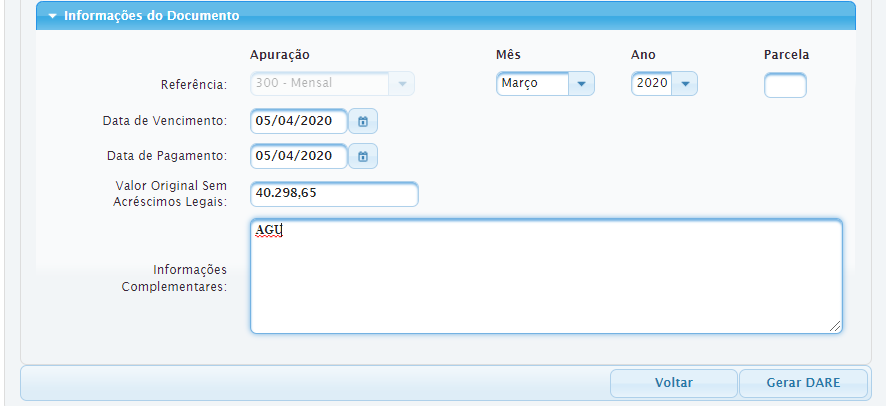 Informações do Documento
Apuração Mês Ano Parcela
Referência: 300 - Mensal Março 2020
Data de Vencimento: 05/04/2020
Data de Pagamento: 05/04/2020
Valor Original Sem
Acréscimos Legais: 40.298,65
AGU
Informações
Complementares:
Voltar Gerar DARE